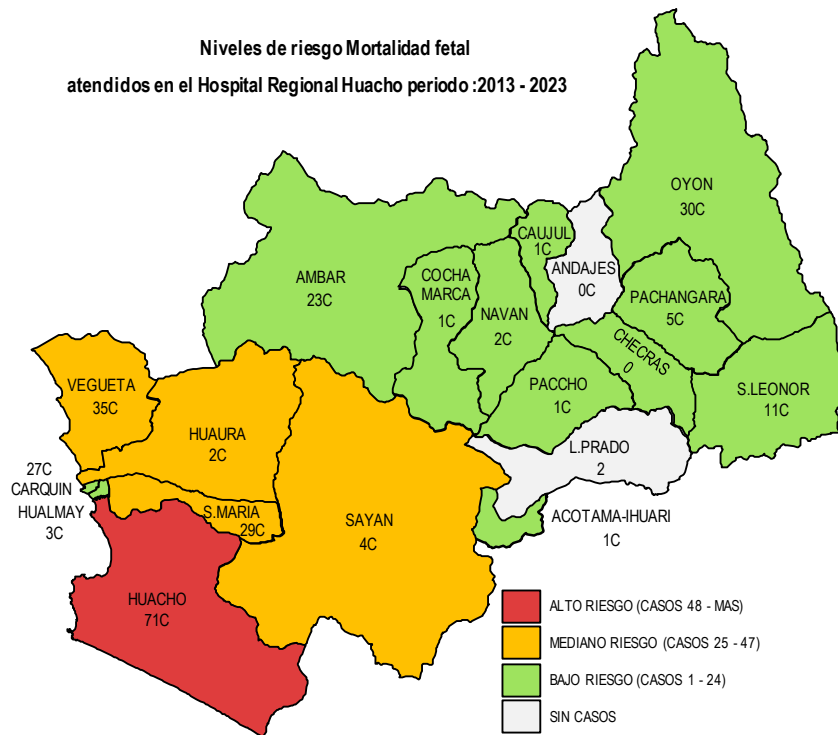 Niveles de riesgo Mortalidad fetal
atendidos en el Hospital Regional Huacho periodo :2013 - 2023
OYON
30C
CAUJUL
1C
ANDAJES
0C
COCHA
MARCA
1C
AMBAR
23C
NAVAN
2C
PACHANGARA
5C
CHECRAS
0
VEGUETA
35C
PACCHO
1C
S.LEONOR
11C
HUAURA
2C
L.PRADO
2
27C
CARQUIN
HUALMAY
3C
S.MARIA
29C
SAYAN
4C
ACOTAMA-IHUARI
1C
HUACHO
71C
ALTO RIESGO (CASOS 48 - MAS)
MEDIANO RIESGO (CASOS 25 - 47)
BAJO RIESGO (CASOS 1 - 24)
SIN CASOS